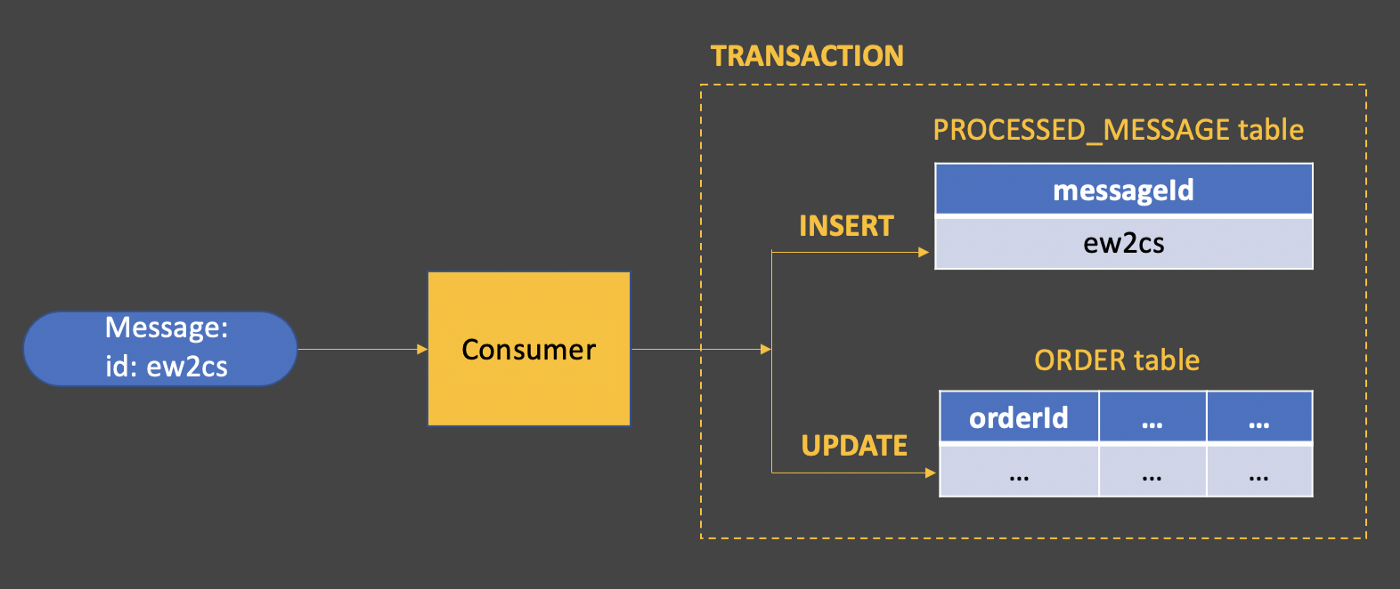 TRANSACTION
PROCESSED_MESSAGE table
messageId
INSERT
ew2cs
Message:
id: ew2cs
Consumer
ORDER table
orderId ... ...
UPDATE
... ... ...